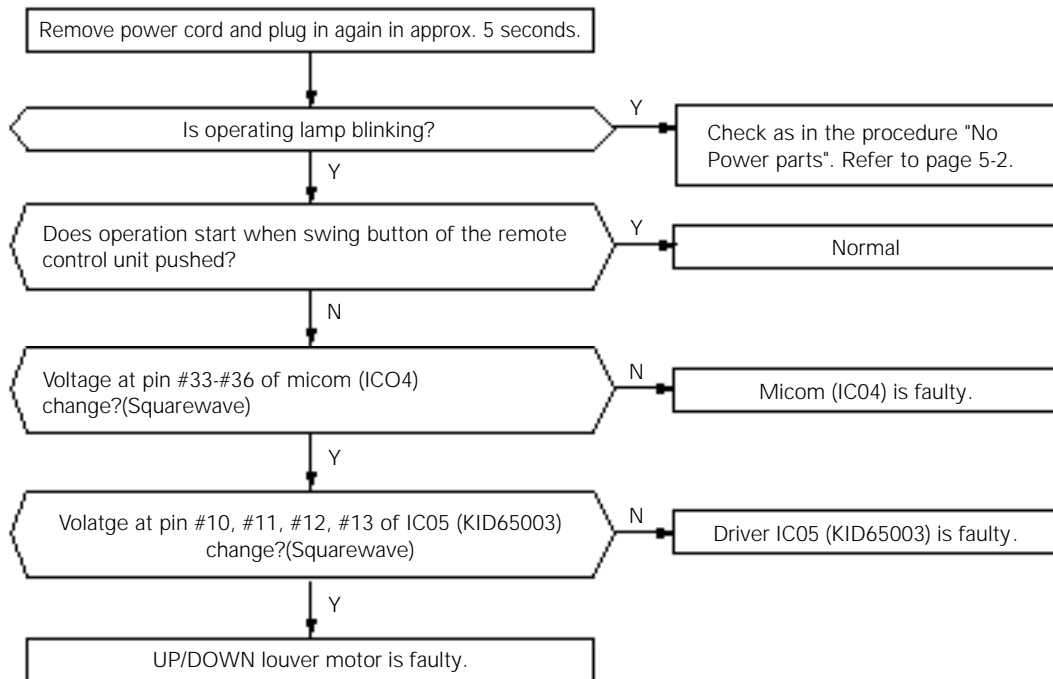 Remove power cord and plug in again in approx. 5 seconds.
Is operating lamp blinking?
Y
Check as in the procedure "No
Power parts". Refer to page 5-2.
Y
Does operation start when swing button of the remote
control unit pushed?
Y
Normal
N
Voltage at pin #33-#36 of micom (ICO4)
change?(Squarewave)
N
Micom (IC04) is faulty.
Y
Volatge at pin #10, #11, #12, #13 of IC05 (KID65003)
change?(Squarewave)
N
Driver IC05 (KID65003) is faulty.
Y
UP/DOWN louver motor is faulty.